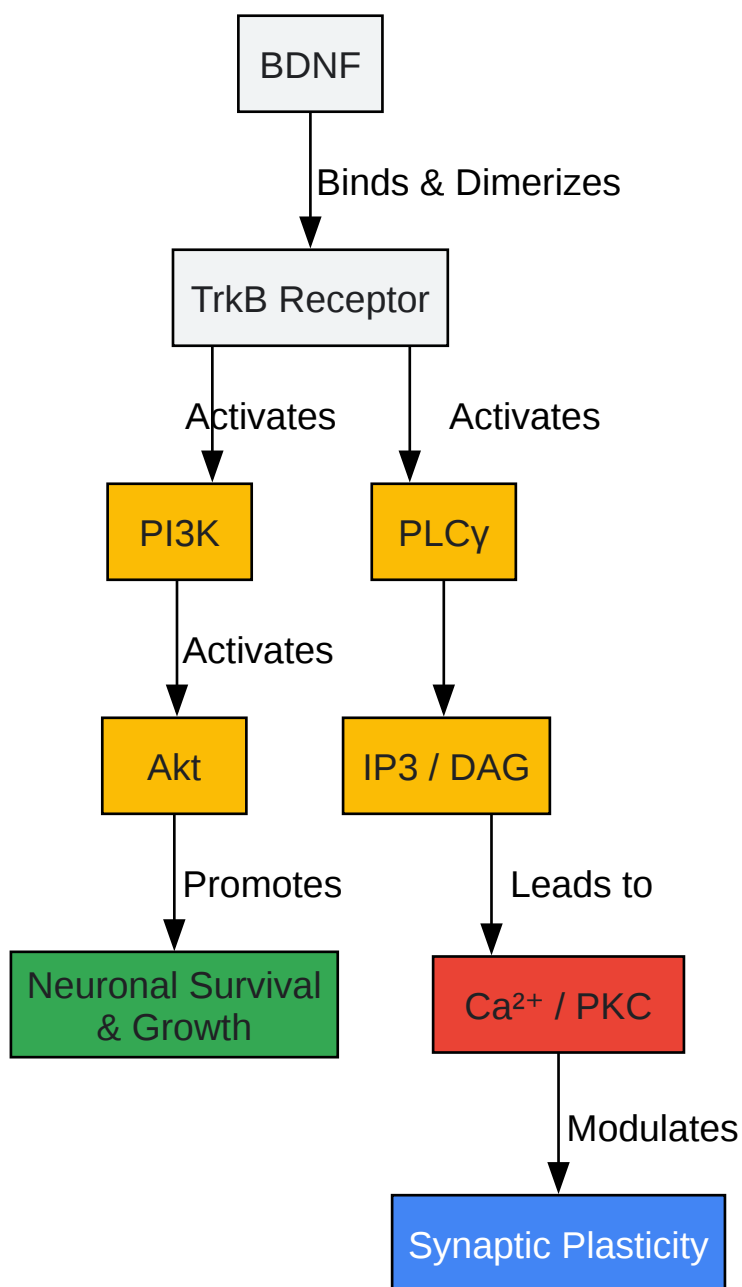 BDNF
Binds & Dimerizes
TrkB Receptor
Activates
Activates
PI3K
PLCγ
Activates
Akt
IP3 / DAG
Promotes
Leads to
Neuronal Survival
& Growth
Ca²⁺ / PKC
Modulates
Synaptic Plasticity